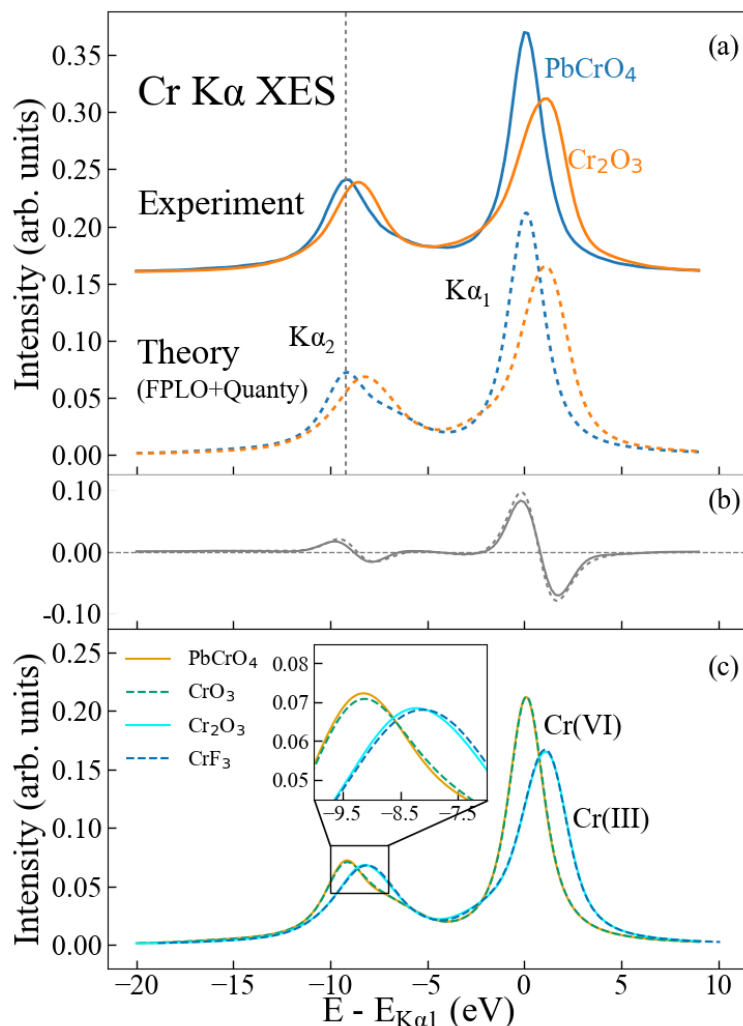 0.35
0.30
0.25
0.20
0.15
0.10
0.05
0.00
Intensity (arb. units)
(a)
Cr Kα XES
PbCrO₄
Cr₂O₃
Experiment
Kα₁
Kα₂
Theory
(FPLO+Quanty)
(b)
0.10
0.00
-0.10
(c)
0.25
0.20
0.15
0.10
0.05
0.00
Intensity (arb. units)
PbCrO₄
CrO₃
Cr₂O₃
CrF₃
0.08
0.07
0.06
0.05
−9.5 −8.5 −7.5
Cr(VI)
Cr(III)
−20 −15 −10 −5 0 5 10
E - E_Kα1 (eV)